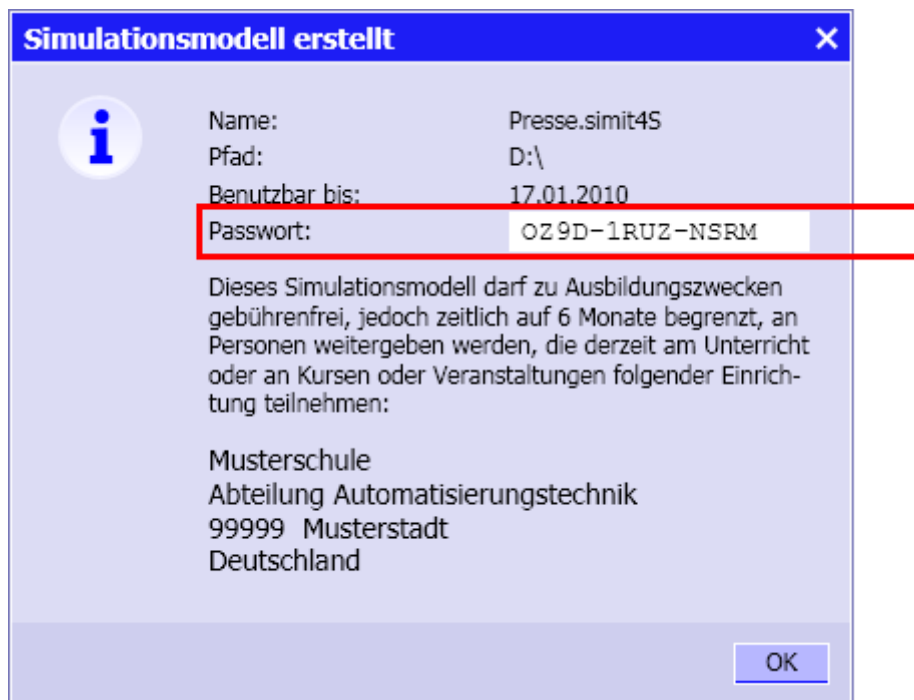 Simulationsmodell erstellt
Name: Presse.simit4S
Pfad: D:\
Benutzbar bis: 17.01.2010
Passwort: OZ9D-1RUZ-NSRM
Dieses Simulationsmodell darf zu Ausbildungszwecken
gebührenfrei, jedoch zeitlich auf 6 Monate begrenzt, an
Personen weitergeben werden, die derzeit am Unterricht
oder an Kursen oder Veranstaltungen folgender Einrich-
tung teilnehmen:
Musterschule
Abteilung Automatisierungstechnik
99999 Musterstadt
Deutschland
OK